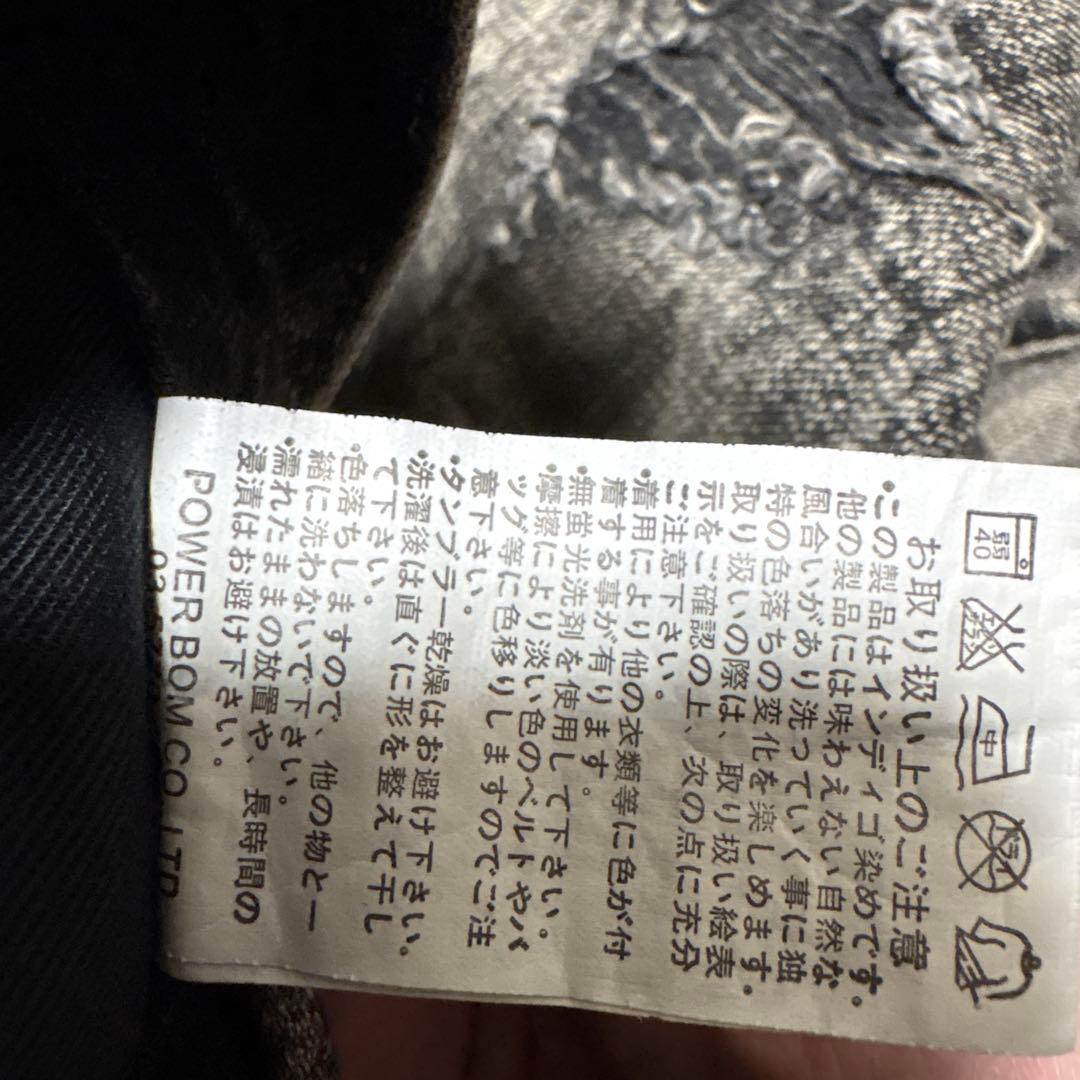 弱
40
中
お取り扱い上のご注意
・この製品はインディゴ染めです。
他の製品には味わえない自然な
風合いがあり洗っていく事に独
特の色落ちの変化を楽しめます。
取り扱いの際は、取り扱い絵表
示をご確認の上、次の点に充分
ご注意下さい。
・着用により他の衣類等に色が付
着する事が有ります。
・無蛍光洗剤を使用して下さい。
・摩擦により淡い色のベルトやバ
ッグ等に色移りしますのでご注
意下さい。
・タンブラー乾燥はお避け下さい。
・洗濯後は直ぐに形を整えて干し
て下さい。
・色落ちしますので、他の物と一
緒に洗わないで下さい。
・濡れたままの放置や、長時間の
浸漬はお避け下さい。
POWER BOM.CO.,LTD